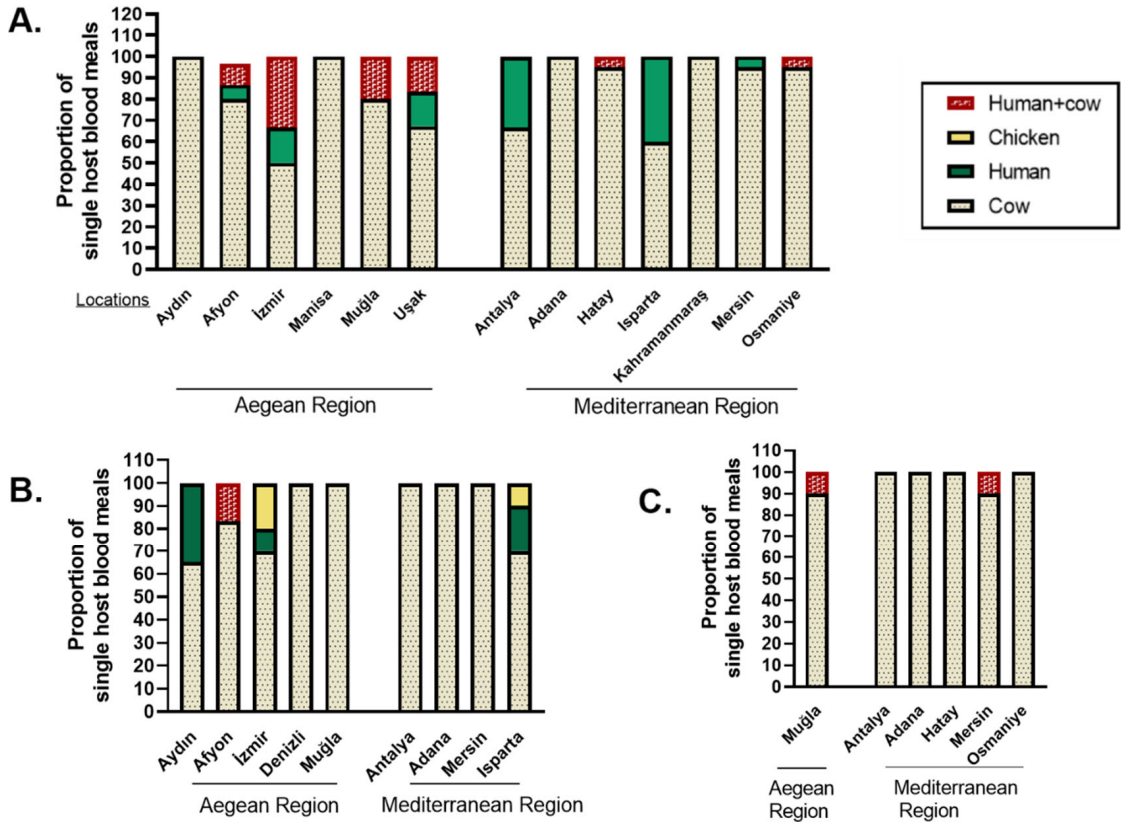 A.
Proportion of
single host blood meals
120
110
100
90
80
70
60
50
40
30
20
10
0
Locations
Aydın
Afyon
İzmir
Manisa
Muğla
Uşak
Antalya
Adana
Hatay
Isparta
Kahramanmaraş
Mersin
Osmaniye
Aegean Region
Mediterranean Region
Human+cow
Chicken
Human
Cow
B.
Proportion of
single host blood meals
110
100
90
80
70
60
50
40
30
20
10
0
Aydın
Afyon
İzmir
Denizli
Muğla
Antalya
Adana
Mersin
Isparta
Aegean Region
Mediterranean Region
C.
Proportion of
single host blood meals
110
100
90
80
70
60
50
40
30
20
10
0
Muğla
Antalya
Adana
Hatay
Mersin
Osmaniye
Aegean
Region
Mediterranean
Region